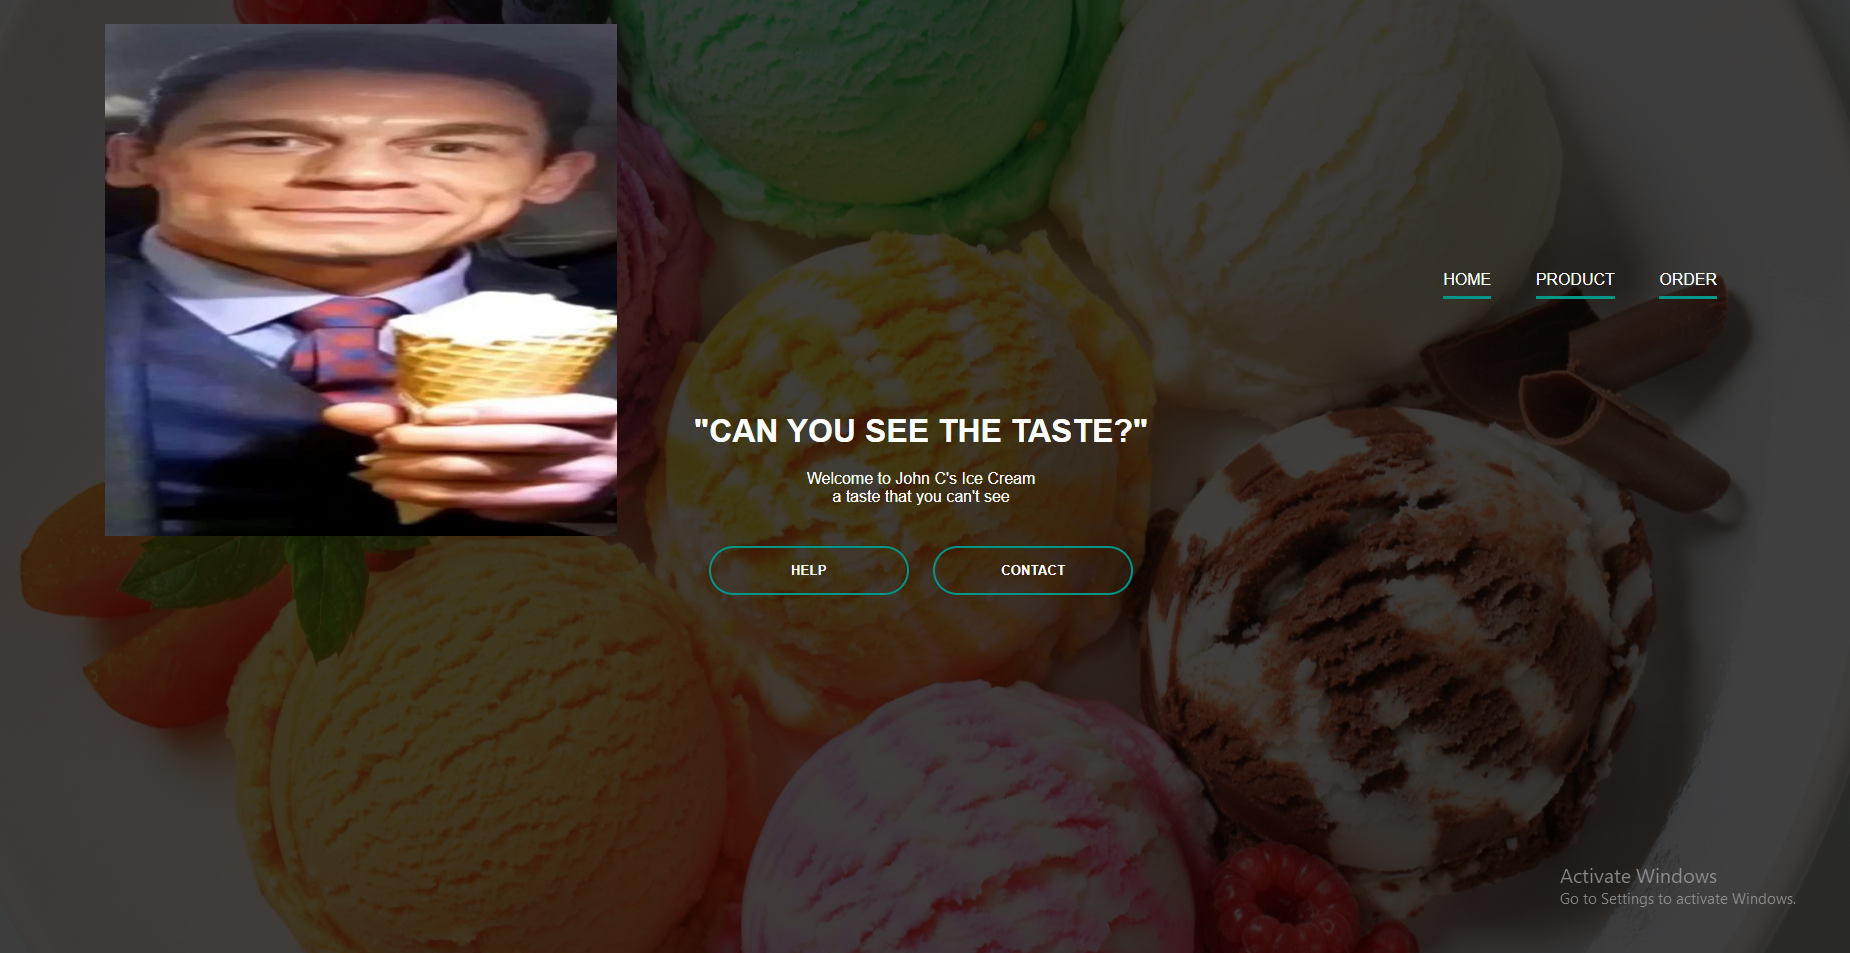 HOME PRODUCT ORDER
"CAN YOU SEE THE TASTE?"
Welcome to John C's Ice Cream
a taste that you can't see
HELP CONTACT
Activate Windows
Go to Settings to activate Windows.